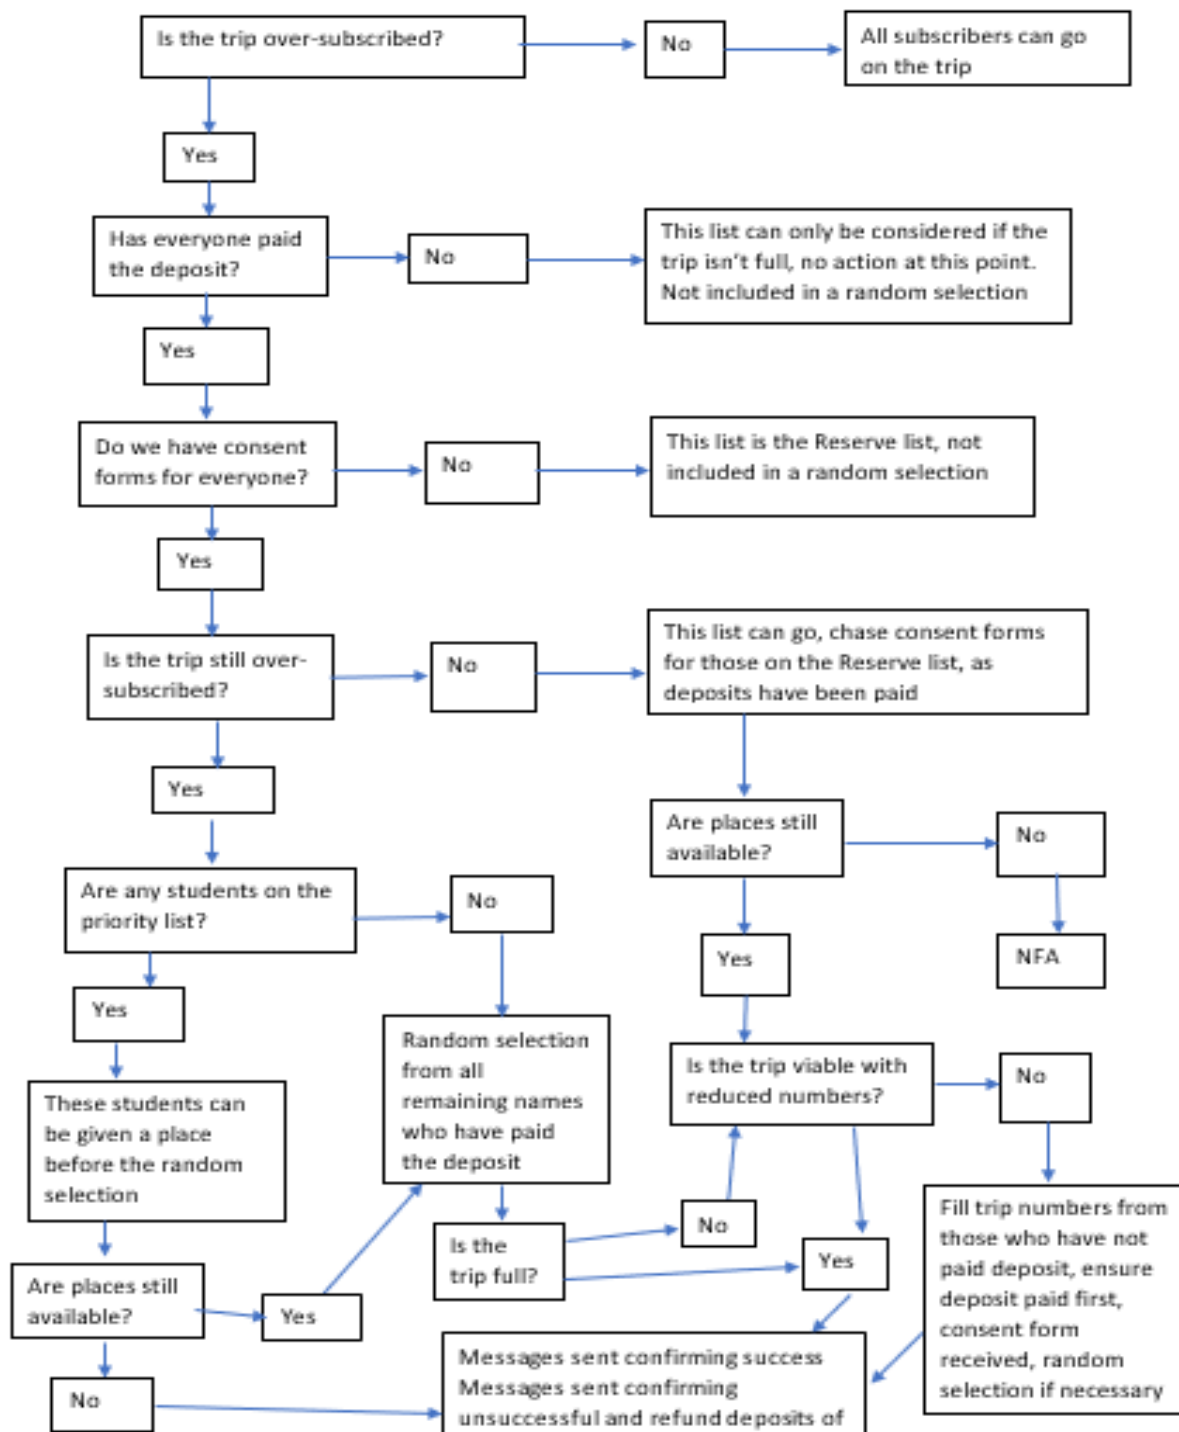 Is the trip over-subscribed?
No
All subscribers can go
on the trip
Yes
Has everyone paid
the deposit?
No
This list can only be considered if the
trip isn't full, no action at this point.
Not included in a random selection
Yes
Do we have consent
forms for everyone?
No
This list is the Reserve list, not
included in a random selection
Yes
Is the trip still over-
subscribed?
No
This list can go, chase consent forms
for those on the Reserve list, as
deposits have been paid
Yes
Are places still
available?
No
Are any students on the
priority list?
No
Yes
NFA
Yes
Random selection
from all
remaining names
who have paid
the deposit
Is the trip viable with
reduced numbers?
No
These students can
be given a place
before the random
selection
Is the
trip full?
No
Yes
Fill trip numbers from
those who have not
paid deposit, ensure
deposit paid first,
consent form
received, random
selection if necessary
Are places still
available?
Yes
No
Messages sent confirming success
Messages sent confirming
unsuccessful and refund deposits of